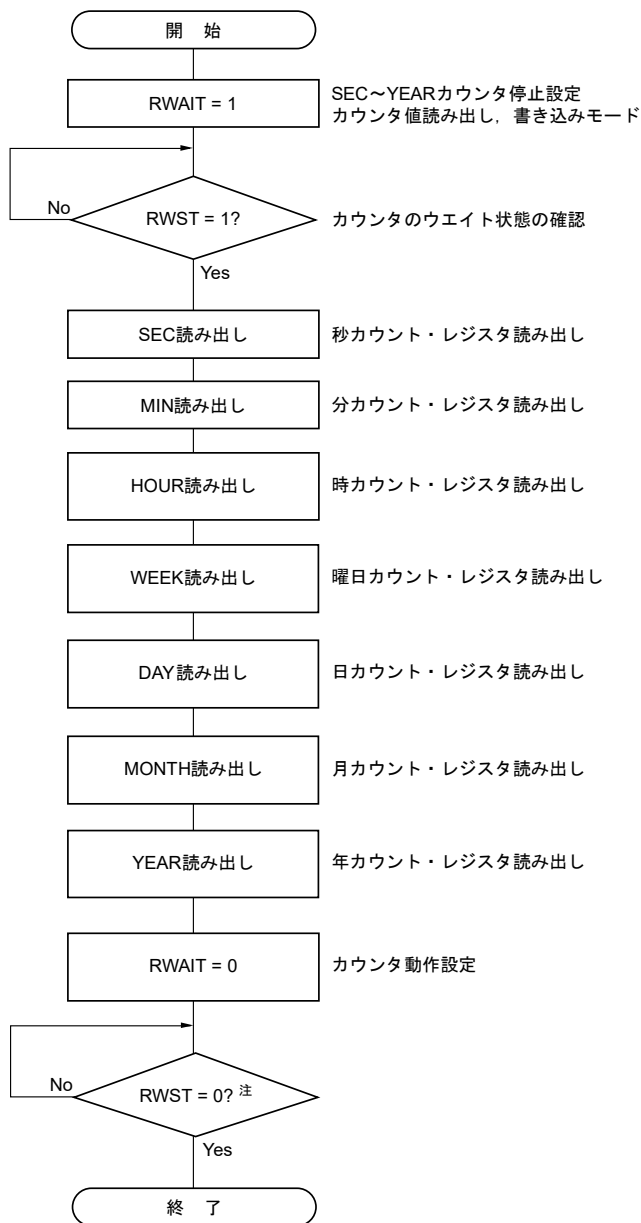 開 始
RWAIT = 1
SEC～YEARカウンタ停止設定
カウンタ値読み出し，書き込みモード
No
RWST = 1?
カウンタのウエイト状態の確認
Yes
SEC読み出し
秒カウント・レジスタ読み出し
MIN読み出し
分カウント・レジスタ読み出し
HOUR読み出し
時カウント・レジスタ読み出し
WEEK読み出し
曜日カウント・レジスタ読み出し
DAY読み出し
日カウント・レジスタ読み出し
MONTH読み出し
月カウント・レジスタ読み出し
YEAR読み出し
年カウント・レジスタ読み出し
RWAIT = 0
カウンタ動作設定
No
RWST = 0? 注
Yes
終 了